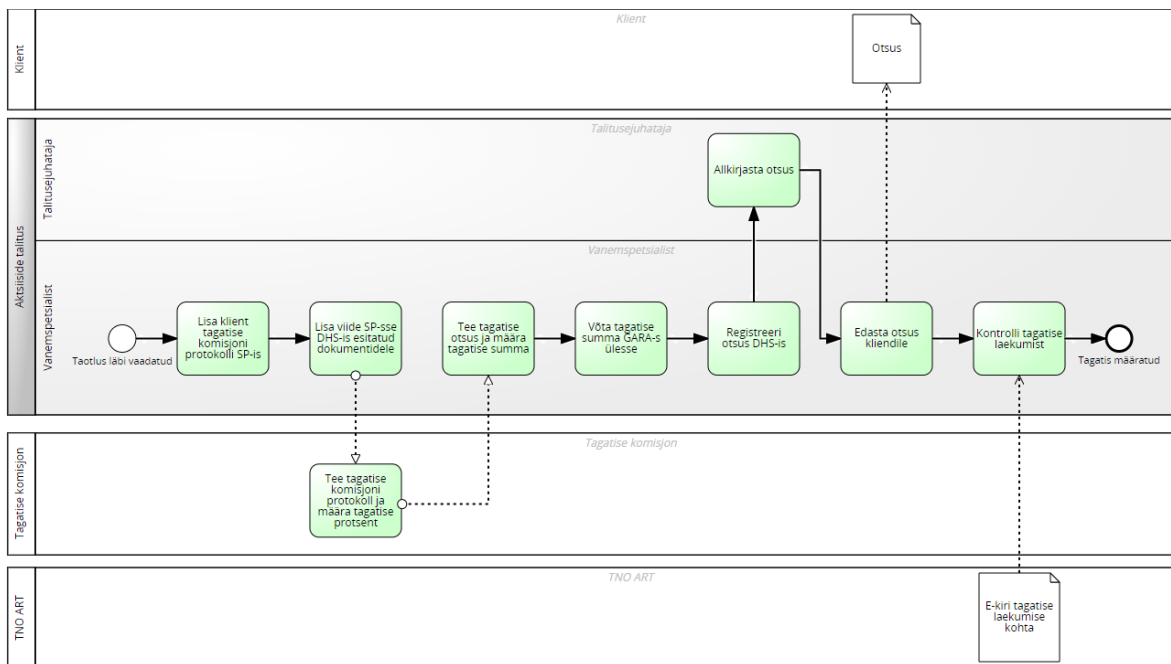 Klient
Klient
Otsus
Aktsiiside talitus
Talitusejuhataja
Talitusejuhataja
Allkirjasta otsus
Vanemspetsialist
Vanemspetsialist
Taotlus läbi vaadatud
Lisa klient
tagatise
komisjoni
protokolli SP-is
Lisa viide SP-sse
DHS-is esitatud
dokumentidele
Tee tagatise
otsus ja määra
tagatise summa
Võta tagatise
summa GARA-s
ülesse
Registreeri
otsus DHS-is
Edasta otsus
kliendile
Kontrolli tagatise
laekumist
Tagatis määratud
Tagatise komisjon
Tagatise komisjon
Tee tagatise
komisjoni
protokoll ja
määra tagatise
protsent
TNO ART
TNO ART
E-kiri tagatise
laekumise
kohta